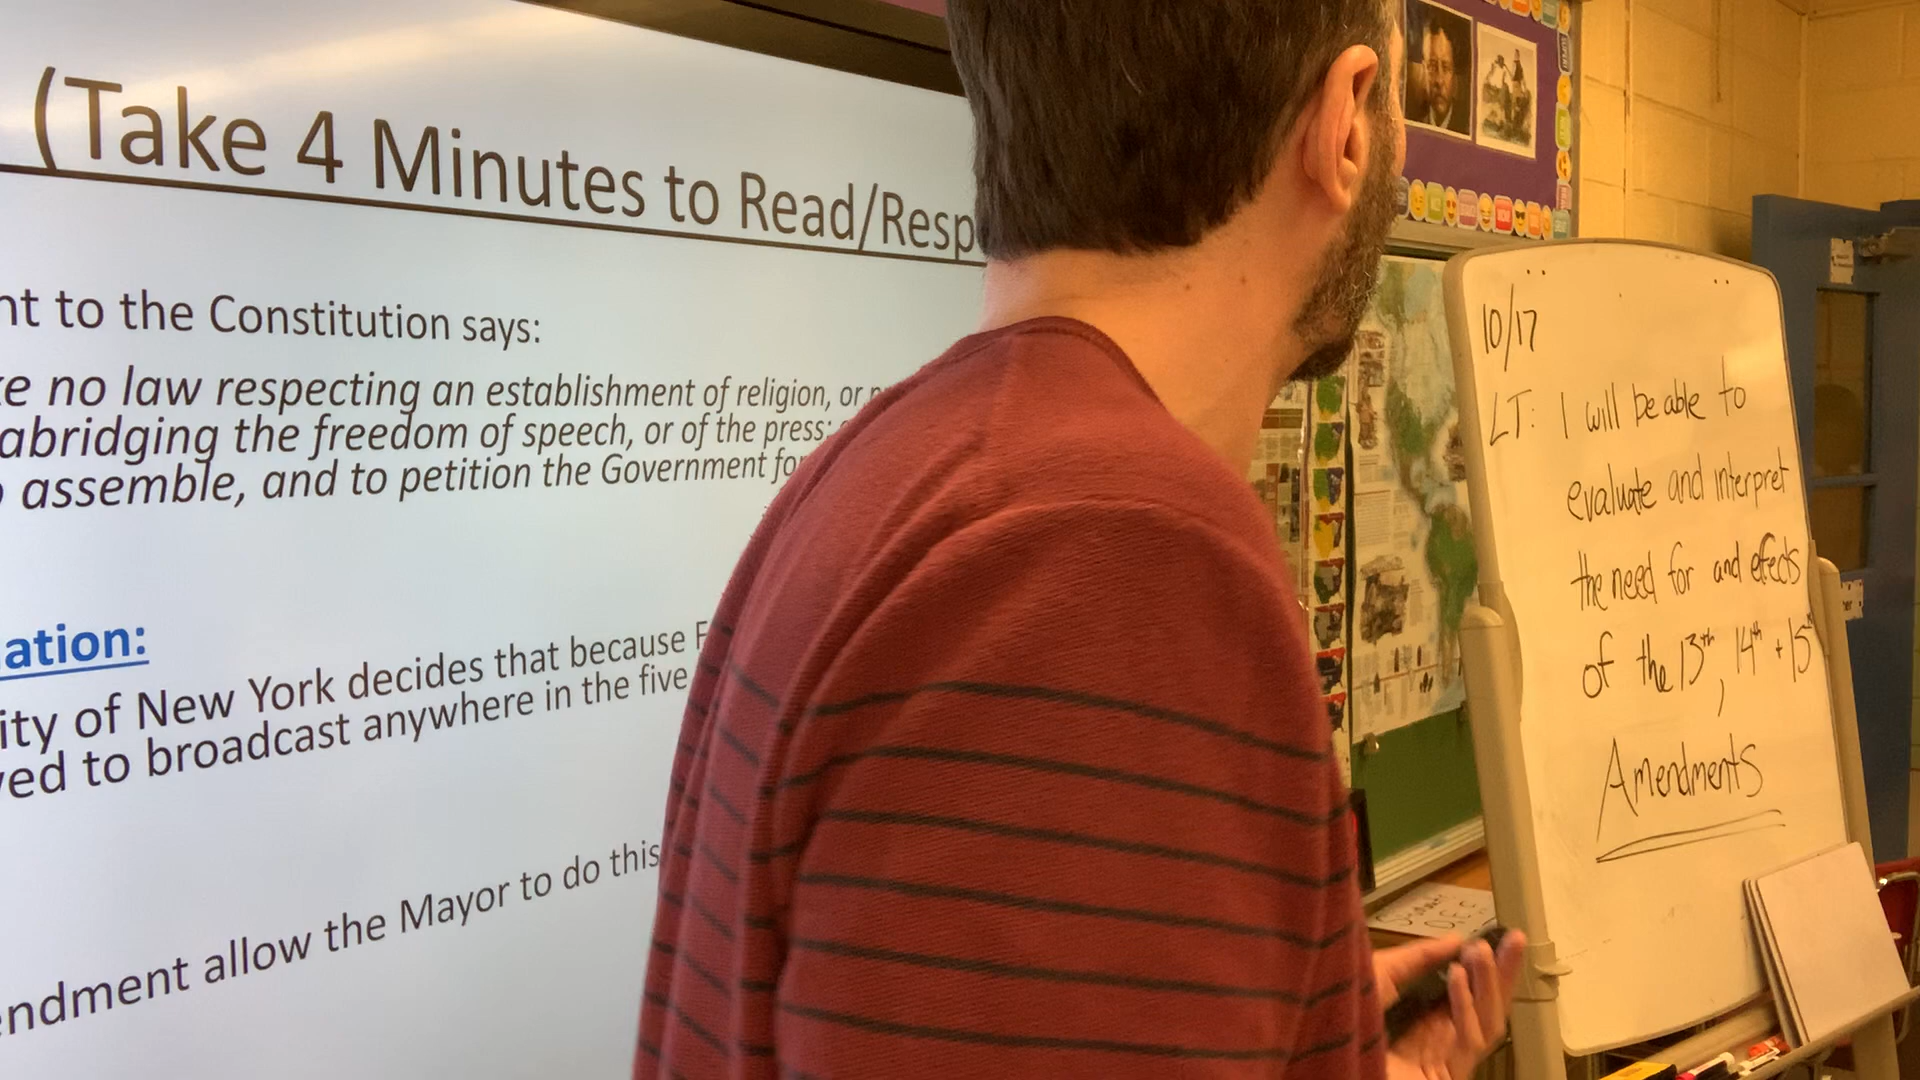 (Take 4 Minutes to Read/Resp
nt to the Constitution says:
e no law respecting an establishment of religion, or
abridging the freedom of speech, or of the press;
assemble, and to petition the Government for
ation:
ity of New York decides that because F
ved to broadcast anywhere in the five
endment allow the Mayor to do this
10/17
LT: I will be able to
evaluate and interpret
the need for and effects
of the 13th, 14th + 15th
Amendments